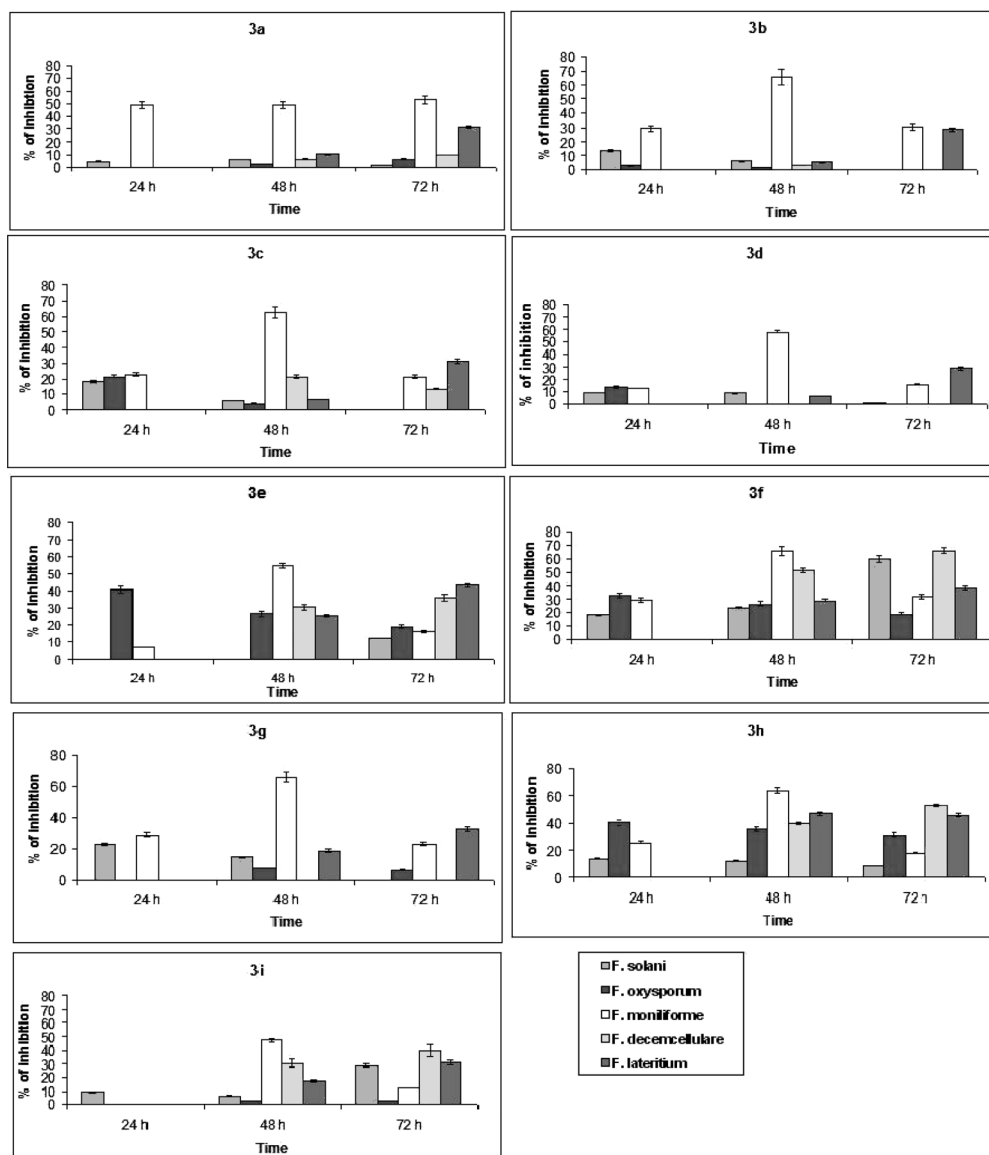 3a
% of Inhibition
80
70
60
50
40
30
20
10
0
24 h 48 h 72 h
Time
3b
% of Inhibition
80
70
60
50
40
30
20
10
0
24 h 48 h 72 h
Time
3c
% of Inhibition
80
70
60
50
40
30
20
10
0
24 h 48 h 72 h
Time
3d
% of inhibition
80
70
60
50
40
30
20
10
0
24 h 48 h 72 h
Time
3e
% of Inhibition
80
70
60
50
40
30
20
10
0
24 h 48 h 72 h
Time
3f
% of Inhibition
80
70
60
50
40
30
20
10
0
24 h 48 h 72 h
Time
3g
% of Inhibition
80
60
40
20
0
24 h 48 h 72 h
Time
3h
% of Inhibition
80
60
40
20
0
24 h 48 h 72 h
Time
3i
% of Inhibition
80
70
60
50
40
30
20
10
0
24 h 48 h 72 h
Time
F. solani
F. oxysporum
F. moniliforme
F. decemcellulare
F. lateritium